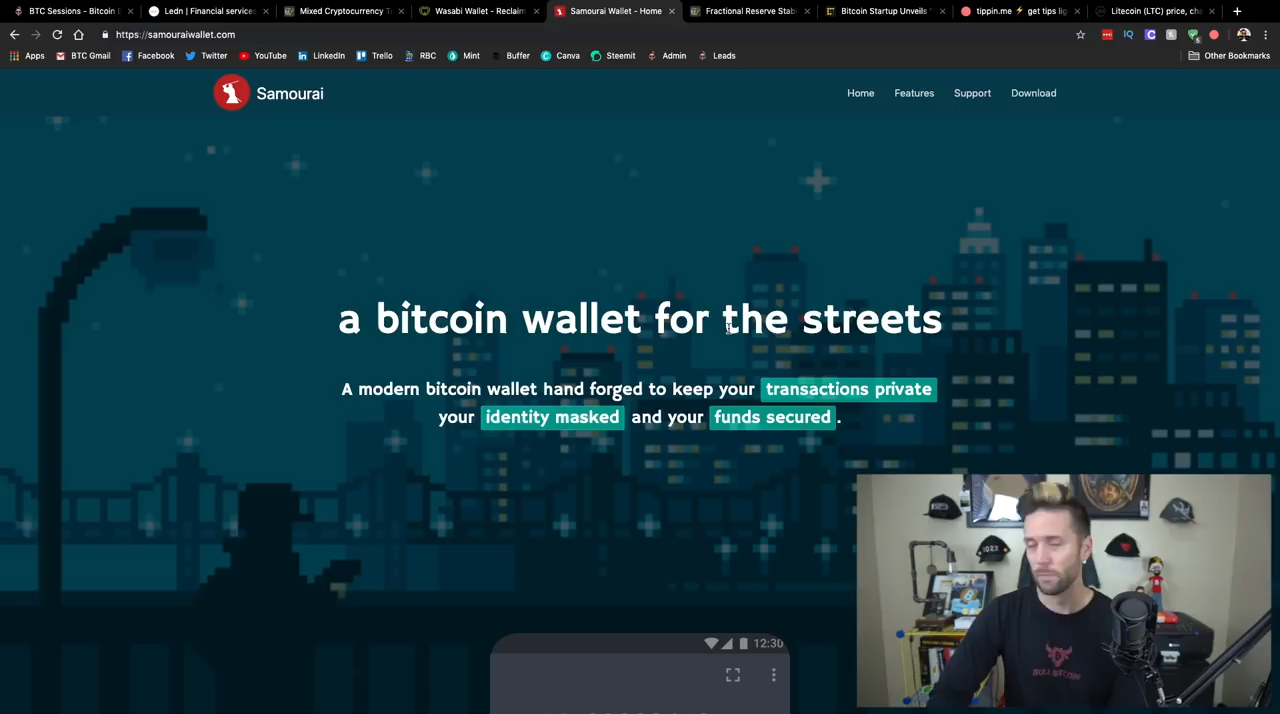 BTC Sessions - Bitcoin B
Ledn | Financial services
Mixed Cryptocurrency T
Wasabi Wallet - Reclaim
Samourai Wallet - Home
Fractional Reserve Stab
Bitcoin Startup Unveils "
tippin.me ⚡ get tips lig
Litecoin (LTC) price, cha
https://samouraiwallet.com
Apps
BTC Gmail
Facebook
Twitter
YouTube
LinkedIn
Trello
RBC
Mint
Buffer
Canva
Steemit
Admin
Leads
Other Bookmarks
Samourai
Home
Features
Support
Download
a bitcoin wallet for the streets
A modern bitcoin wallet hand forged to keep your transactions private
your identity masked and your funds secured.
12:30
BULL BITCOIN